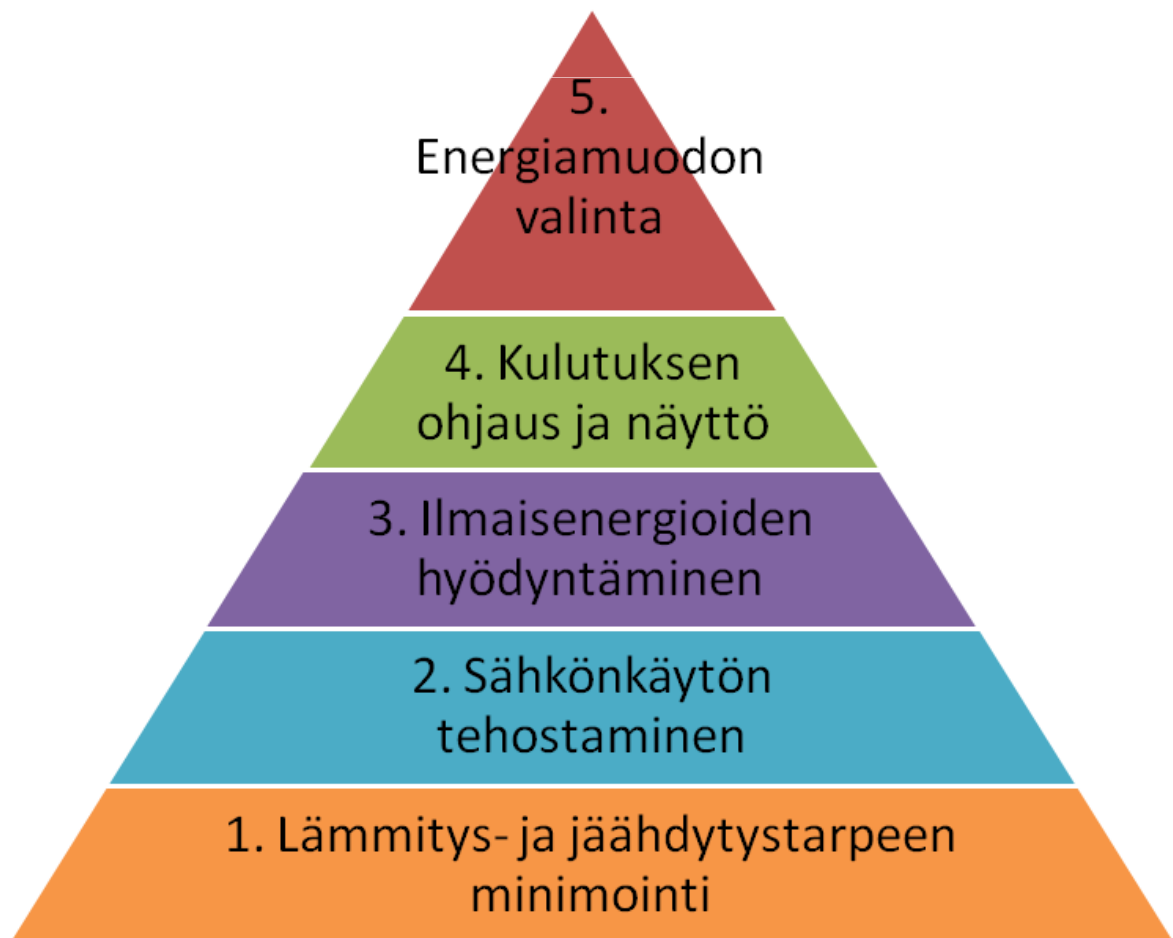 5.
Energiamuodon
valinta
4. Kulutuksen
ohjaus ja näyttö
3. Ilmaisenergioiden
hyödyntäminen
2. Sähkönkäytön
tehostaminen
1. Lämmitys- ja jäähdytystarpeen
minimointi